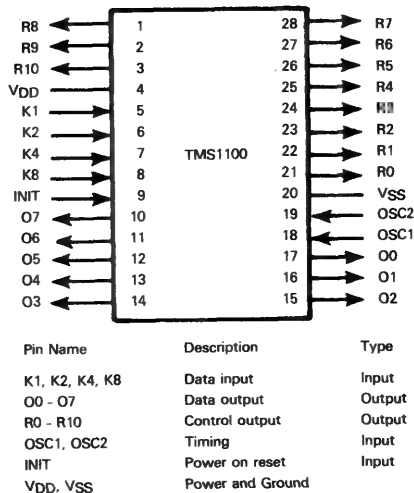 R8 1 28 R7
R9 2 27 R6
R10 3 26 R5
VDD 4 25 R4
K1 5 24
K2 6 23 R2
K4 7 TMS1100 22 R1
K8 8 21 R0
INIT 9 20 VSS
O7 10 19 OSC2
O6 11 18 OSC1
O5 12 17 O0
O4 13 16 O1
O3 14 15 O2
Pin Name Description Type
K1, K2, K4, K8 Data input Input
O0 - O7 Data output Output
R0 - R10 Control output Output
OSC1, OSC2 Timing Input
INIT Power on reset Input
VDD, VSS Power and Ground